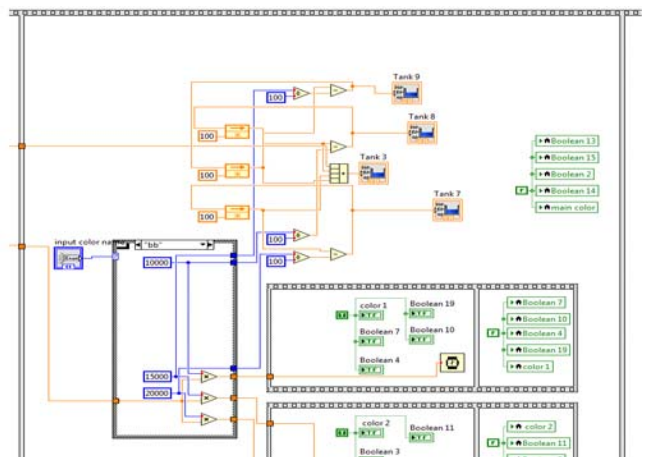 Tank 9
100
Tank 8
100
Boolean 13
Boolean 15
Tank 3
Boolean 2
100
F
Boolean 14
main color
Tank 7
100
100
input color na
"bb"
100
10000
color 1
Boolean 19
Boolean 7
Boolean 10
Boolean 7
Boolean 10
F
Boolean 4
Boolean 4
Boolean 19
15000
color 1
20000
color 2
Boolean 11
color 2
F
Boolean 11
Boolean 3